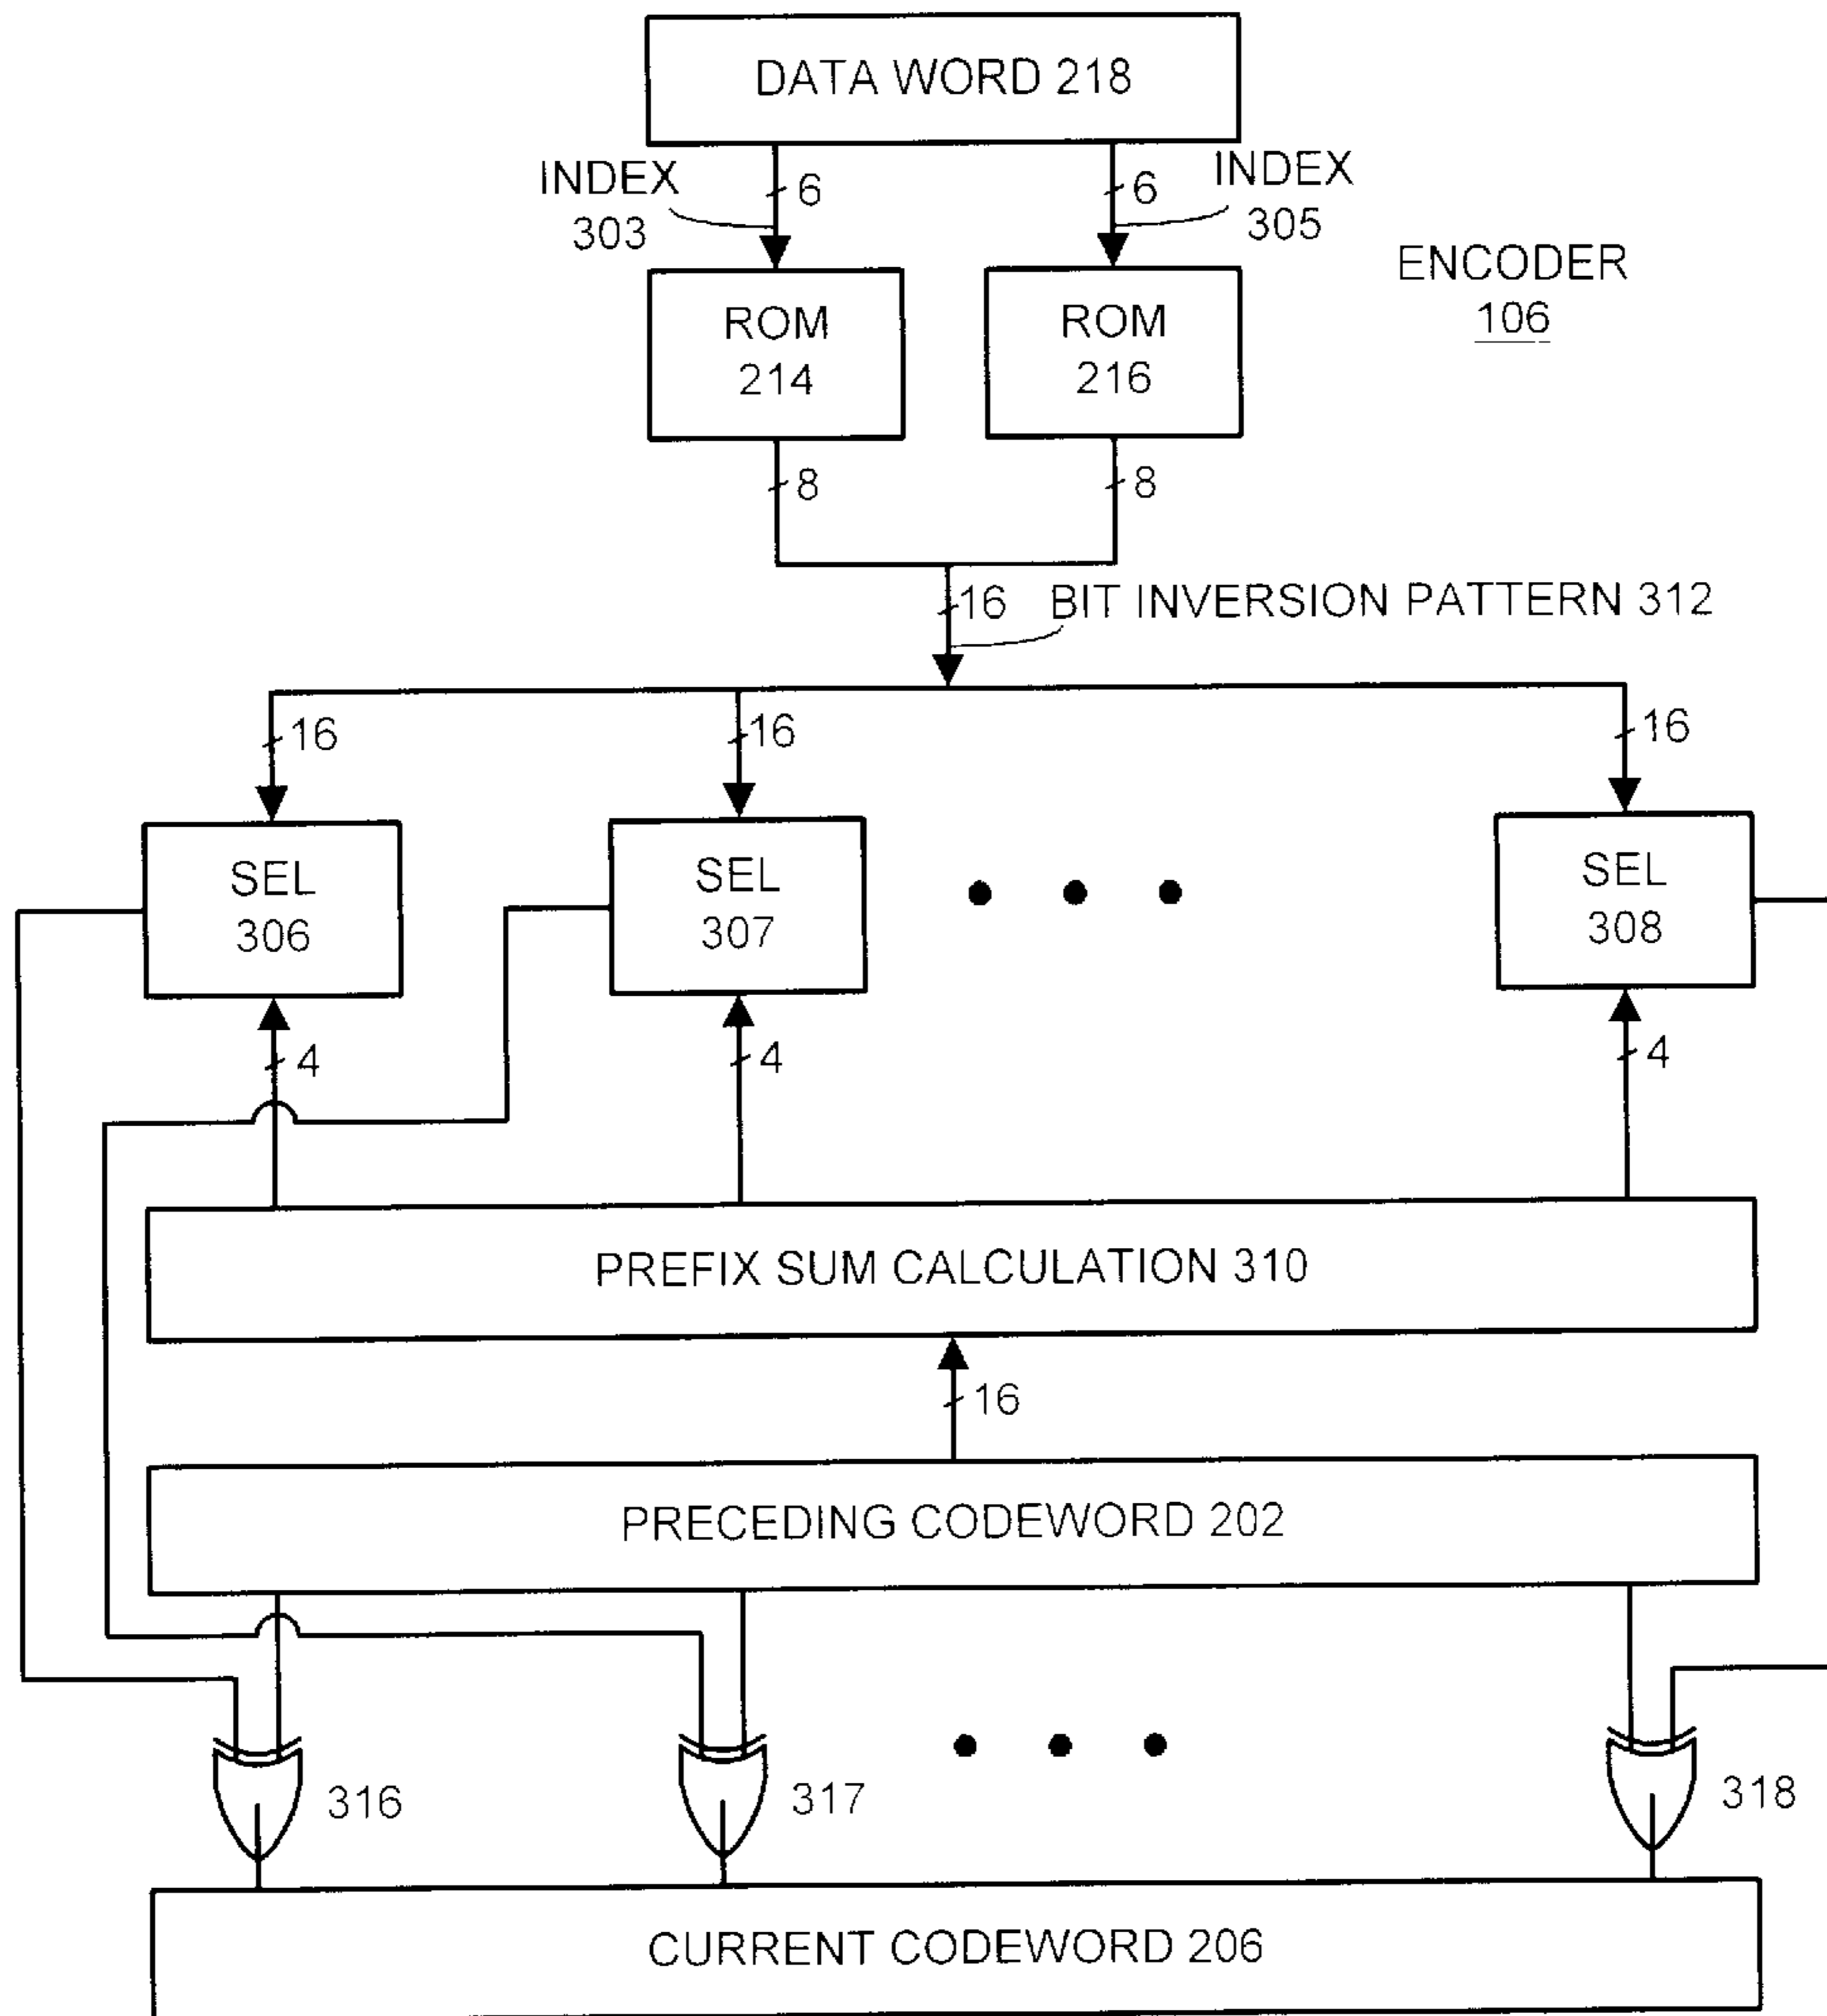 DATA WORD 218
INDEX
303
6
6
INDEX
305
ENCODER
106
ROM
214
ROM
216
8
8
16
BIT INVERSION PATTERN 312
16
16
16
SEL
306
SEL
307
SEL
308
4
4
4
PREFIX SUM CALCULATION 310
16
PRECEDING CODEWORD 202
316
317
318
CURRENT CODEWORD 206